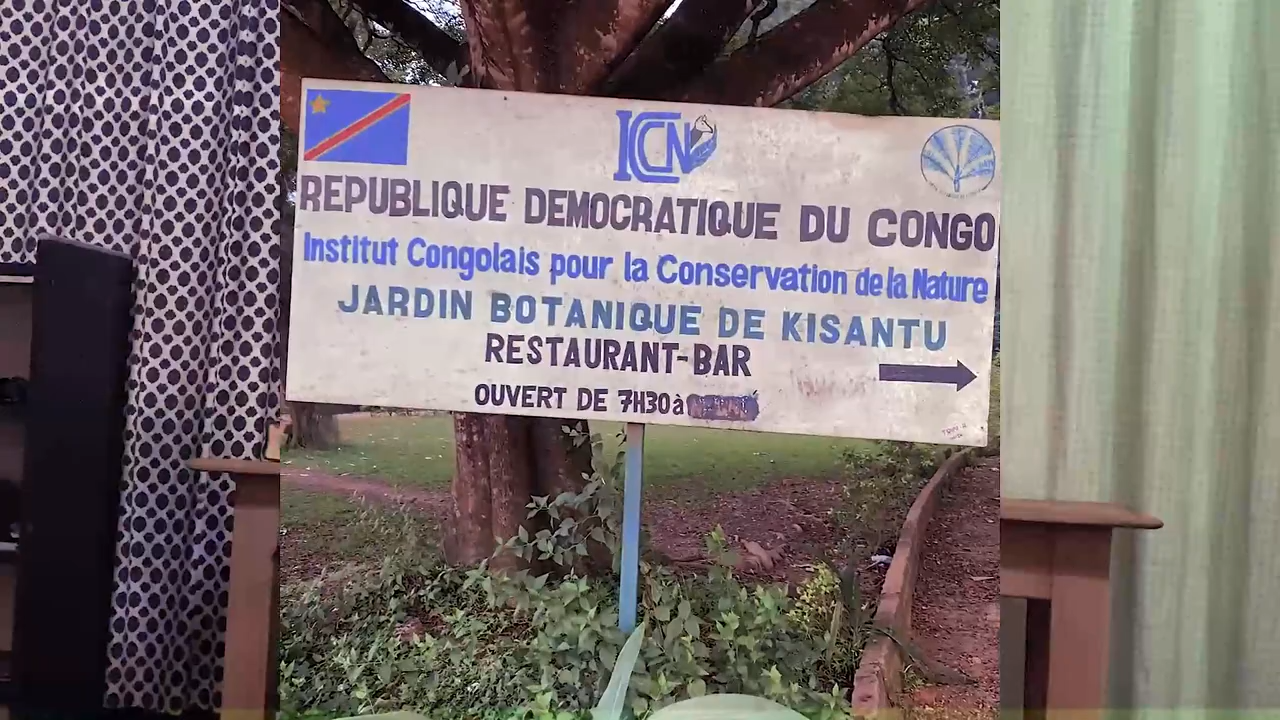 ICCN
REPUBLIQUE DEMOCRATIQUE DU CONGO
Institut Congolais pour la Conservation de la Nature
JARDIN BOTANIQUE DE KISANTU
RESTAURANT-BAR
OUVERT DE 7H30 à